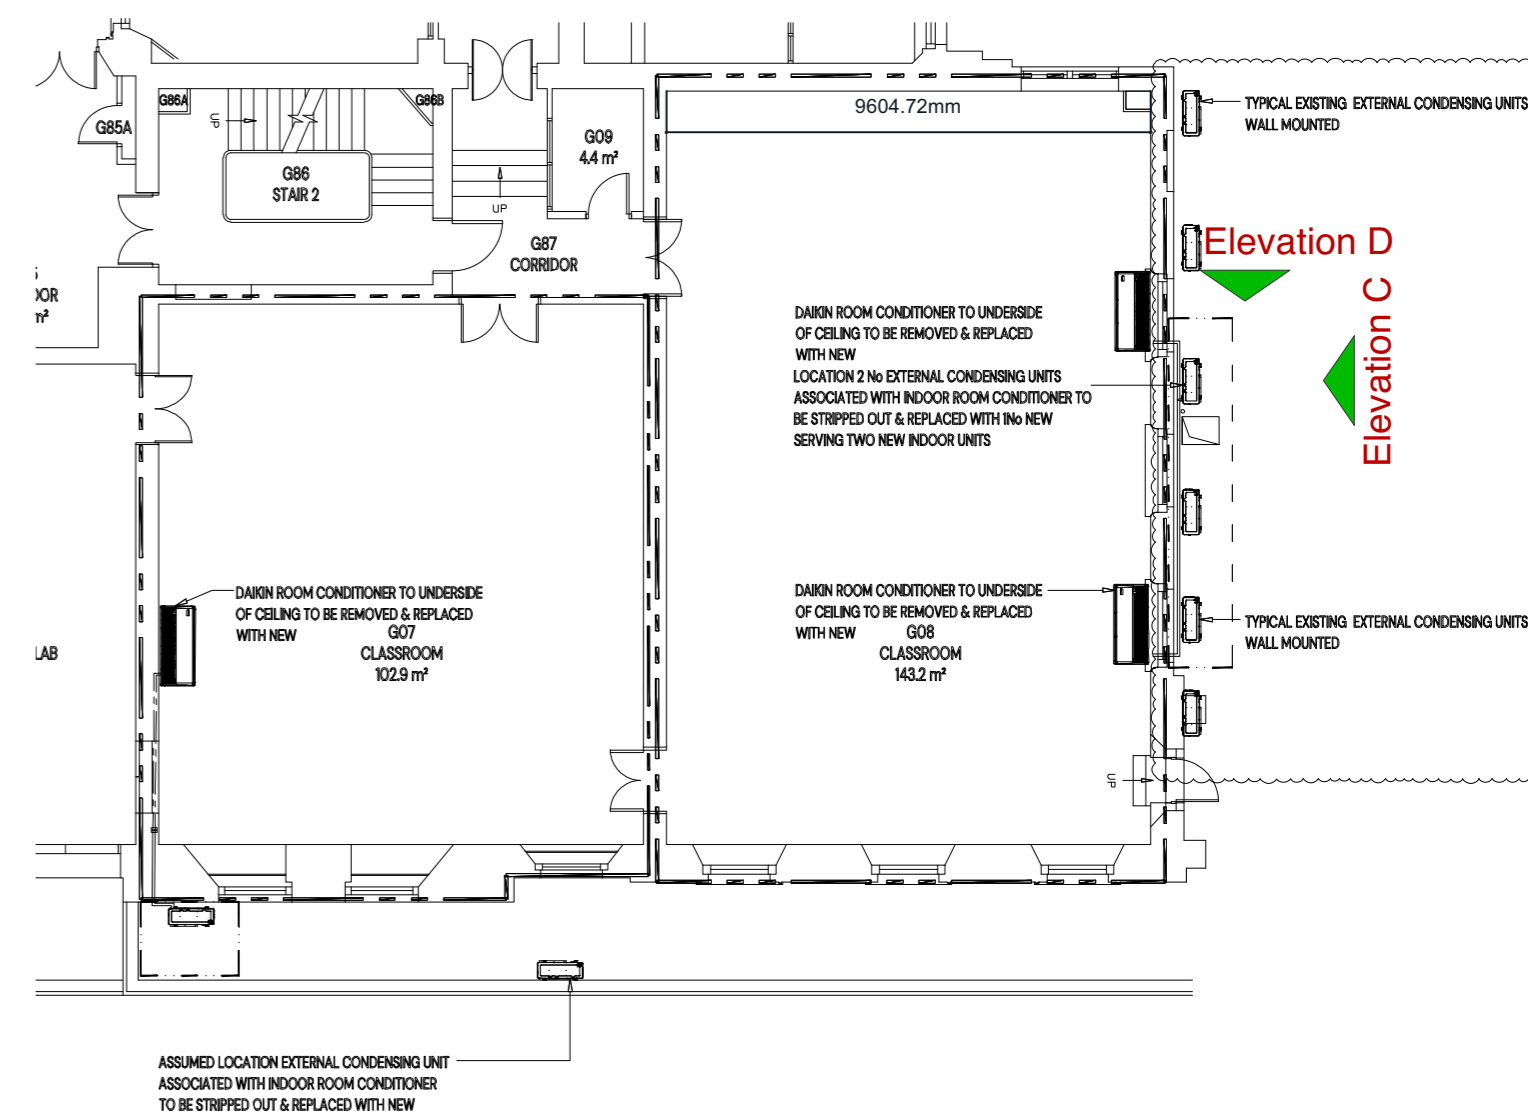 G86A
G86B
G85A
UP
G86
STAIR 2
G09
4.4 m²
UP
G87
CORRIDOR
9604.72mm
TYPICAL EXISTING EXTERNAL CONDENSING UNITS
WALL MOUNTED
Elevation D
Elevation C
DAIKIN ROOM CONDITIONER TO UNDERSIDE
OF CEILING TO BE REMOVED & REPLACED
WITH NEW
LOCATION 2 No EXTERNAL CONDENSING UNITS
ASSOCIATED WITH INDOOR ROOM CONDITIONER TO
BE STRIPPED OUT & REPLACED WITH 1No NEW
SERVING TWO NEW INDOOR UNITS
DAIKIN ROOM CONDITIONER TO UNDERSIDE
OF CEILING TO BE REMOVED & REPLACED
WITH NEW
G07
CLASSROOM
102.9 m²
DAIKIN ROOM CONDITIONER TO UNDERSIDE
OF CEILING TO BE REMOVED & REPLACED
WITH NEW
G08
CLASSROOM
143.2 m²
TYPICAL EXISTING EXTERNAL CONDENSING UNITS
WALL MOUNTED
LAB
UP
ASSUMED LOCATION EXTERNAL CONDENSING UNIT
ASSOCIATED WITH INDOOR ROOM CONDITIONER
TO BE STRIPPED OUT & REPLACED WITH NEW